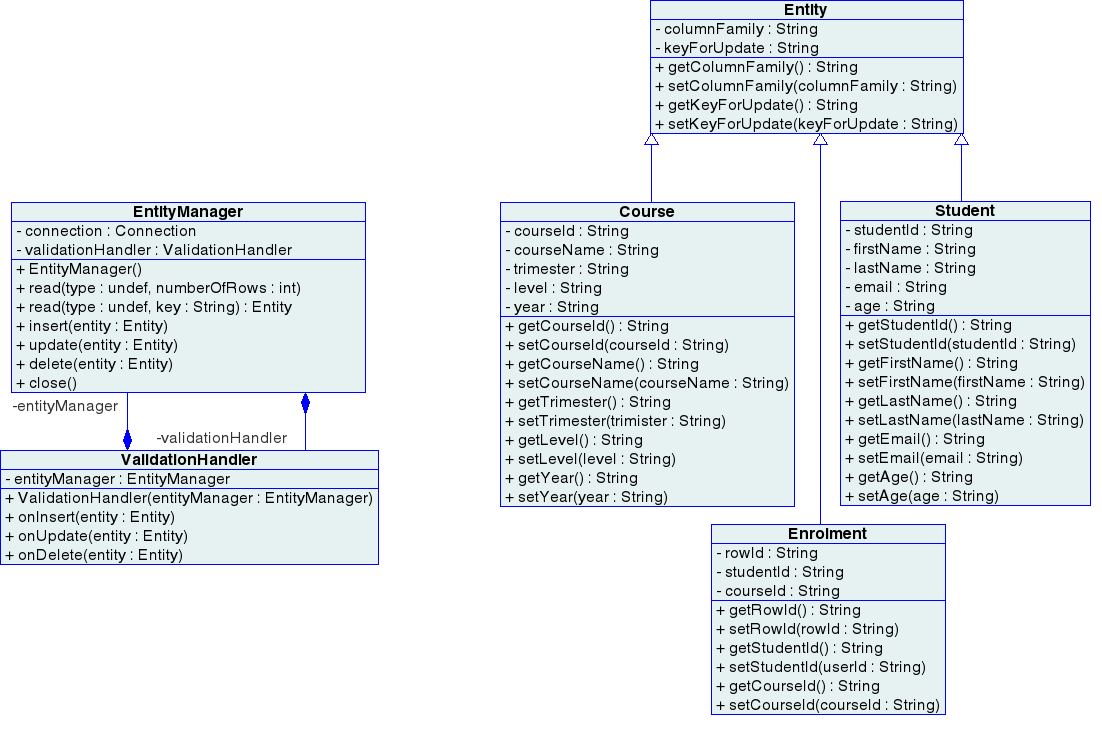 Entity
- columnFamily : String
- keyForUpdate : String
+ getColumnFamily() : String
+ setColumnFamily(columnFamily : String)
+ getKeyForUpdate() : String
+ setKeyForUpdate(keyForUpdate : String)
EntityManager
- connection : Connection
- validationHandler : ValidationHandler
+ EntityManager()
+ read(type : undef, numberOfRows : int)
+ read(type : undef, key : String) : Entity
+ insert(entity : Entity)
+ update(entity : Entity)
+ delete(entity : Entity)
+ close()
-entityManager
-validationHandler
ValidationHandler
- entityManager : EntityManager
+ ValidationHandler(entityManager : EntityManager)
+ onInsert(entity : Entity)
+ onUpdate(entity : Entity)
+ onDelete(entity : Entity)
Course
- courseId : String
- courseName : String
- trimester : String
- level : String
- year : String
+ getCourseId() : String
+ setCourseId(courseId : String)
+ getCourseName() : String
+ setCourseName(courseName : String)
+ getTrimester() : String
+ setTrimester(trimister : String)
+ getLevel() : String
+ setLevel(level : String)
+ getYear() : String
+ setYear(year : String)
Student
- studentId : String
- firstName : String
- lastName : String
- email : String
- age : String
+ getStudentId() : String
+ setStudentId(studentId : String)
+ getFirstName() : String
+ setFirstName(firstName : String)
+ getLastName() : String
+ setLastName(lastName : String)
+ getEmail() : String
+ setEmail(email : String)
+ getAge() : String
+ setAge(age : String)
Enrolment
- rowId : String
- studentId : String
- courseId : String
+ getRowId() : String
+ setRowId(rowId : String)
+ getStudentId() : String
+ setStudentId(userId : String)
+ getCourseId() : String
+ setCourseId(courseId : String)